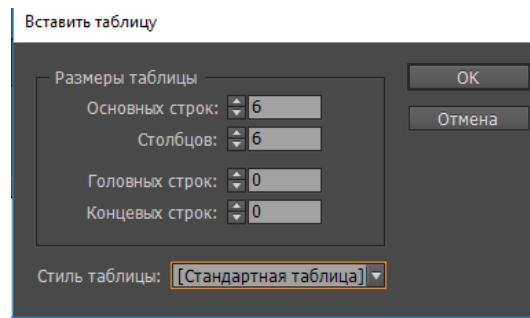 Вставить таблицу
Размеры таблицы
OK
Основных строк: 6
Отмена
Столбцов: 6
Головных строк: 0
Концевых строк: 0
Стиль таблицы: [Стандартная таблица]